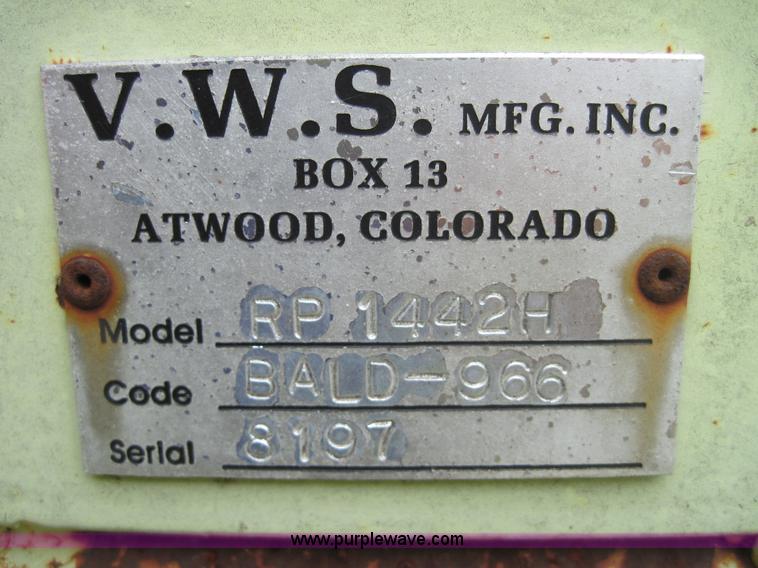 V.W.S. MFG. INC.
BOX 13
ATWOOD, COLORADO
Model RP 1442H
Code BALD-966
Serial 8197
www.purplewave.com